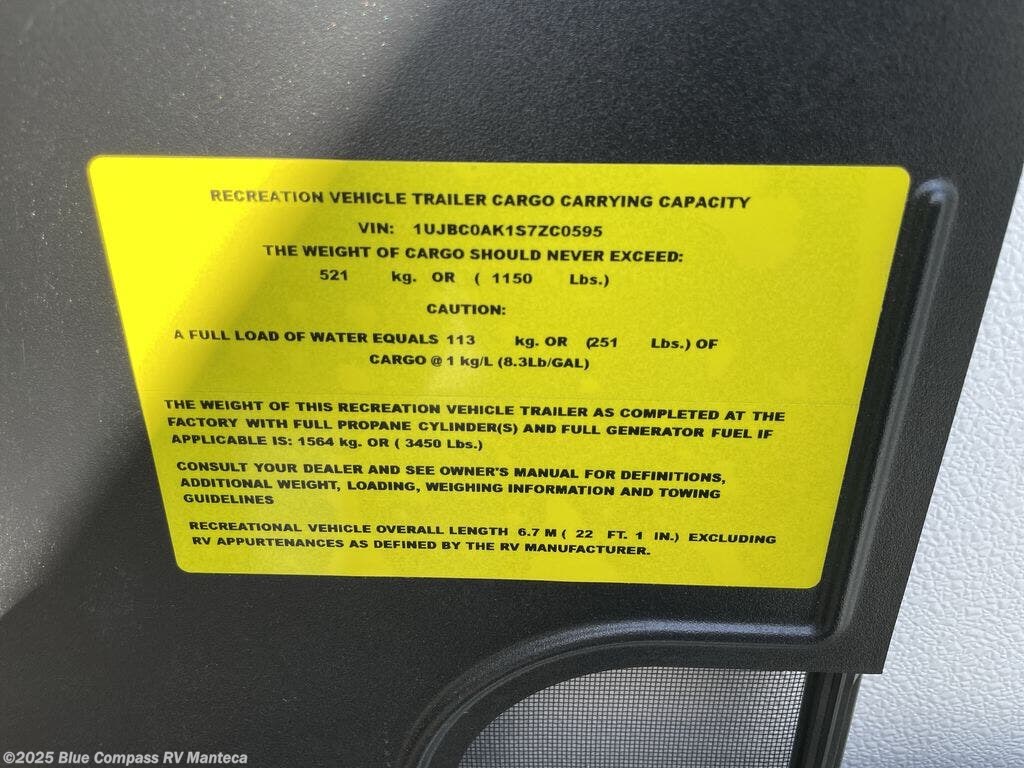 RECREATION VEHICLE TRAILER CARGO CARRYING CAPACITY
VIN: 1UJBC0AK1S7ZC0595
THE WEIGHT OF CARGO SHOULD NEVER EXCEED:
521 kg. OR ( 1150 Lbs.)
CAUTION:
A FULL LOAD OF WATER EQUALS 113 kg. OR (251 Lbs.) OF
CARGO @ 1 kg/L (8.3Lb/GAL)
THE WEIGHT OF THIS RECREATION VEHICLE TRAILER AS COMPLETED AT THE
FACTORY WITH FULL PROPANE CYLINDER(S) AND FULL GENERATOR FUEL IF
APPLICABLE IS: 1564 kg. OR ( 3450 Lbs.)
CONSULT YOUR DEALER AND SEE OWNER'S MANUAL FOR DEFINITIONS,
ADDITIONAL WEIGHT, LOADING, WEIGHING INFORMATION AND TOWING
GUIDELINES
RECREATIONAL VEHICLE OVERALL LENGTH 6.7 M ( 22 FT. 1 IN.) EXCLUDING
RV APPURTENANCES AS DEFINED BY THE RV MANUFACTURER.
©2025 Blue Compass RV Manteca